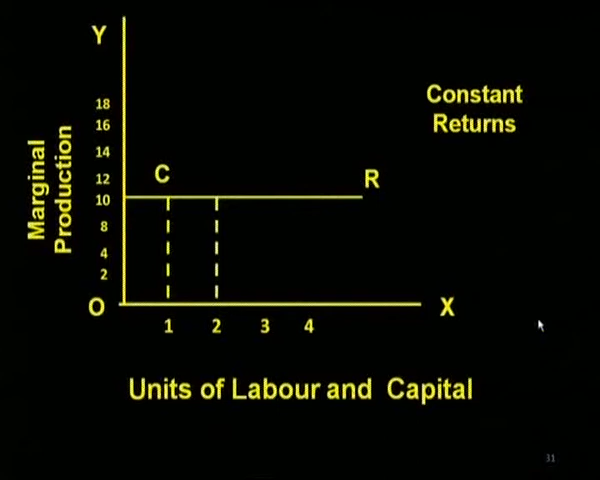 Y
Constant
Returns
Marginal
Production
18
16
14
12
10
8
4
2
C
R
O
X
1 2 3 4
Units of Labour and Capital
31